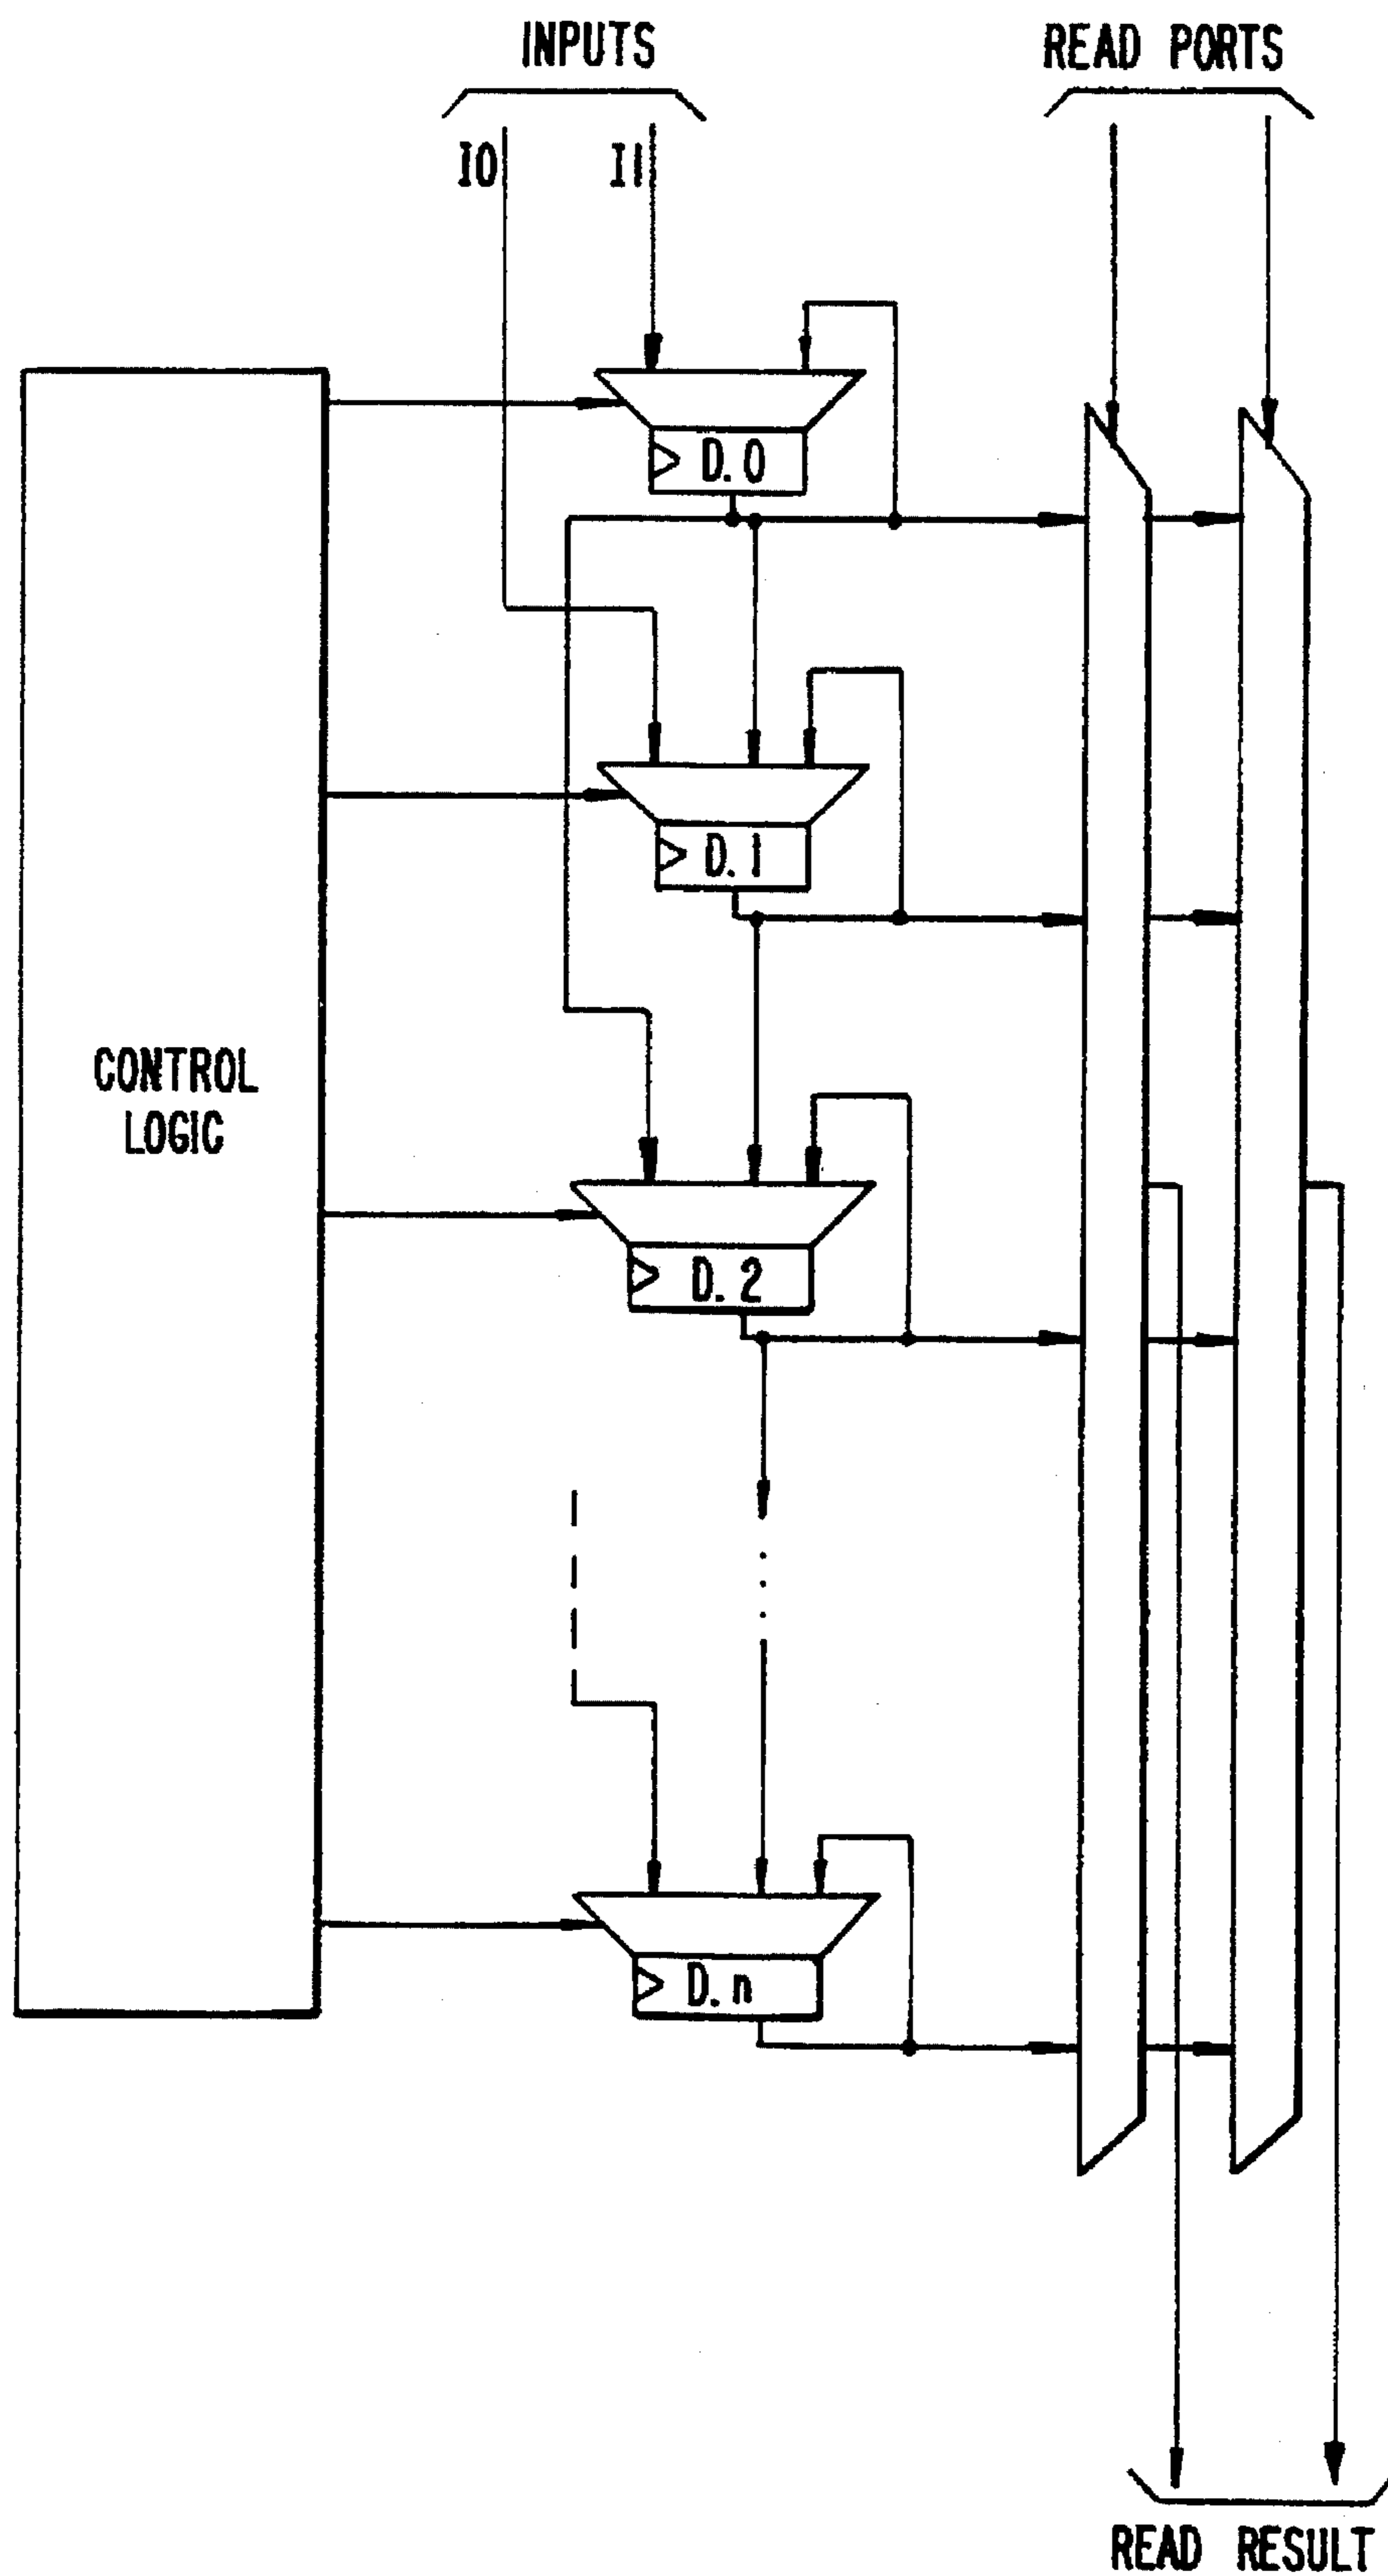 INPUTS
READ PORTS
I0
I1
D.0
D.1
CONTROL
LOGIC
D.2
D.n
READ RESULT